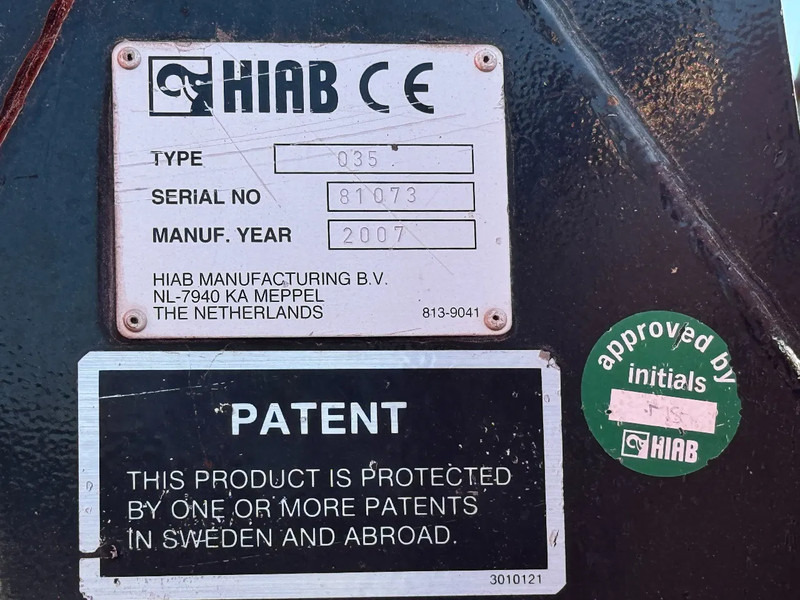 HIAB CE
TYPE 035
SERIAL NO 81073
MANUF. YEAR 2007
HIAB MANUFACTURING B.V.
NL-7940 KA MEPPEL
THE NETHERLANDS 813-9041
approved by
initials
HIAB
PATENT
THIS PRODUCT IS PROTECTED
BY ONE OR MORE PATENTS
IN SWEDEN AND ABROAD.
3010121